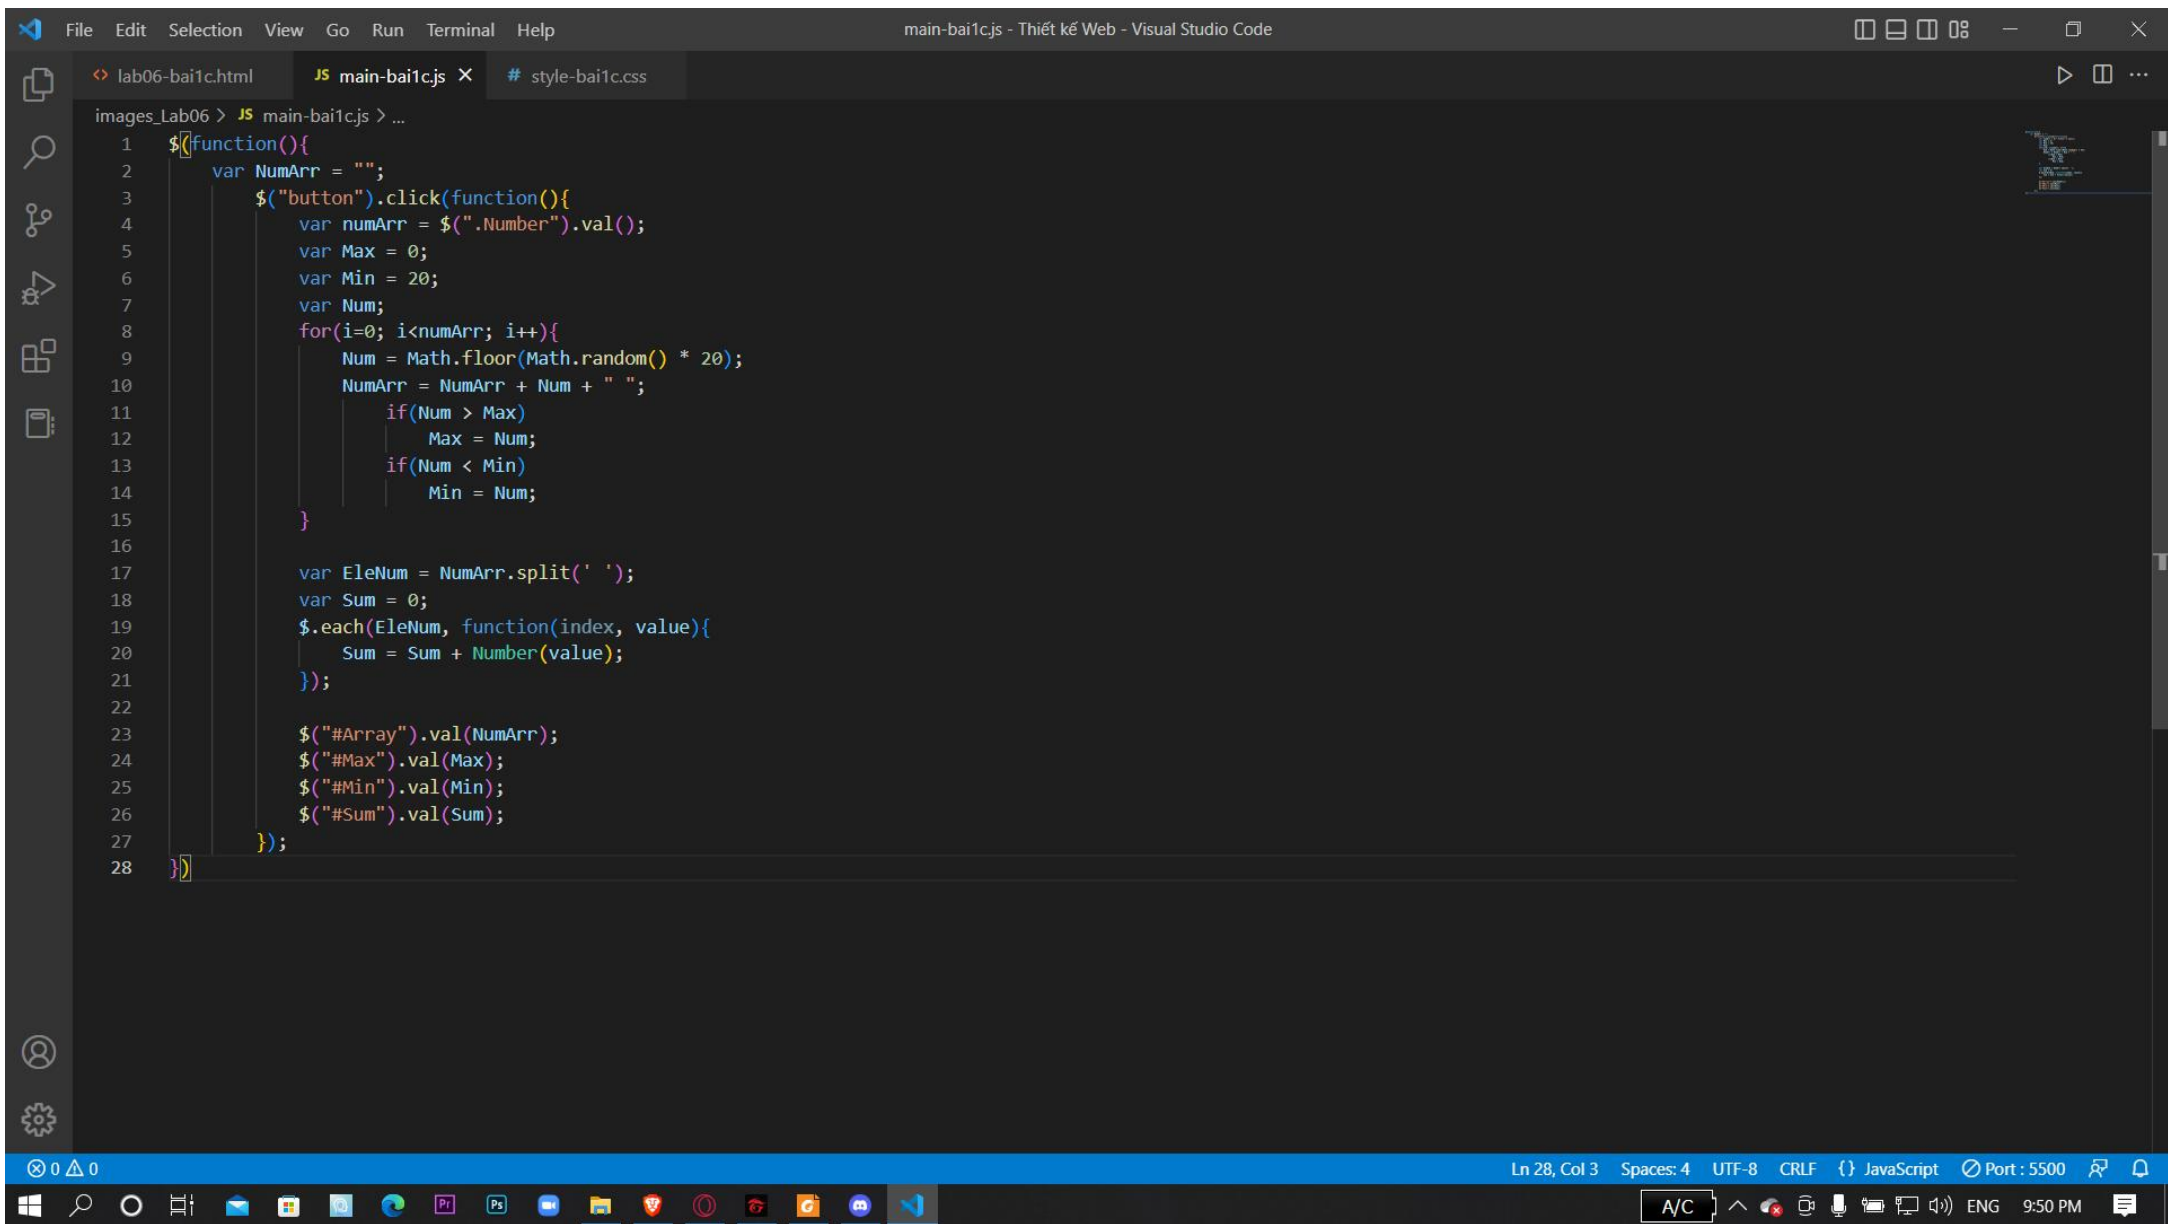 File Edit Selection View Go Run Terminal Help main-bai1c.js - Thiết kế Web - Visual Studio Code
lab06-bai1c.html JS main-bai1c.js # style-bai1c.css
images_Lab06 > JS main-bai1c.js > ...
1 $(function(){
2 var NumArr = "";
3 $("button").click(function(){
4 var numArr = $(".Number").val();
5 var Max = 0;
6 var Min = 20;
7 var Num;
8 for(i=0; i<numArr; i++){
9 Num = Math.floor(Math.random() * 20);
10 NumArr = NumArr + Num + " ";
11 if(Num > Max)
12 Max = Num;
13 if(Num < Min)
14 Min = Num;
15 }
16
17 var EleNum = NumArr.split(' ');
18 var Sum = 0;
19 $.each(EleNum, function(index, value){
20 Sum = Sum + Number(value);
21 });
22
23 $("#Array").val(NumArr);
24 $("#Max").val(Max);
25 $("#Min").val(Min);
26 $("#Sum").val(Sum);
27 });
28 })
0 0 Ln 28, Col 3 Spaces: 4 UTF-8 CRLF {} JavaScript Port : 5500
Pr Ps A/C ENG 9:50 PM